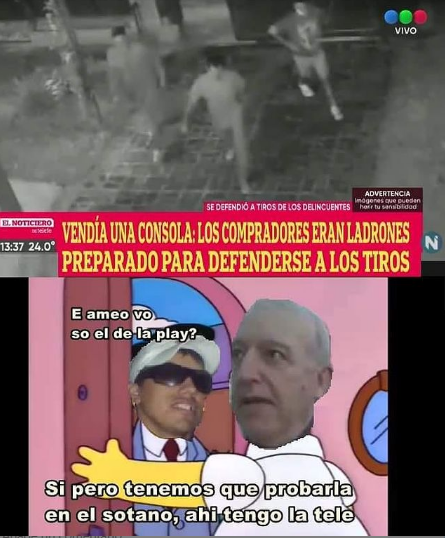 VIVO
SE DEFENDIÓ A TIROS DE LOS DELINCUENTES
ADVERTENCIA
Imágenes que pueden
herir tu sensibilidad
EL NOTICIERO
de telefe
13:37 24.0°
VENDÍA UNA CONSOLA: LOS COMPRADORES ERAN LADRONES
PREPARADO PARA DEFENDERSE A LOS TIROS
N
E ameo vo
so el de la play?
Si pero tenemos que probarla
en el sotano, ahi tengo la tele